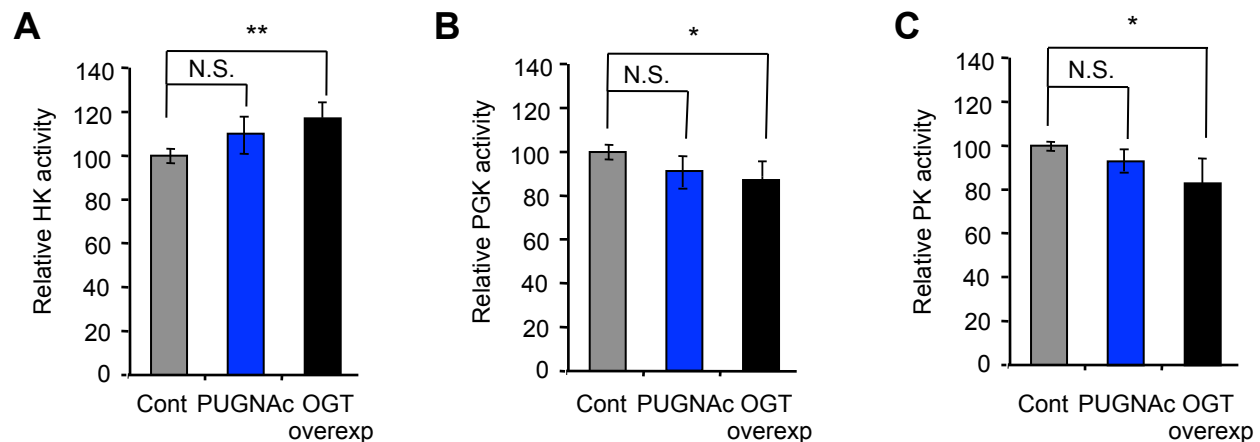 A
**
N.S.
Relative HK activity
140
120
100
80
60
40
20
0
Cont PUGNAc OGT
overexp
B
*
N.S.
Relative PGK activity
140
120
100
80
60
40
20
0
Cont PUGNAc OGT
overexp
C
*
N.S.
Relative PK activity
140
120
100
80
60
40
20
0
Cont PUGNAc OGT
overexp